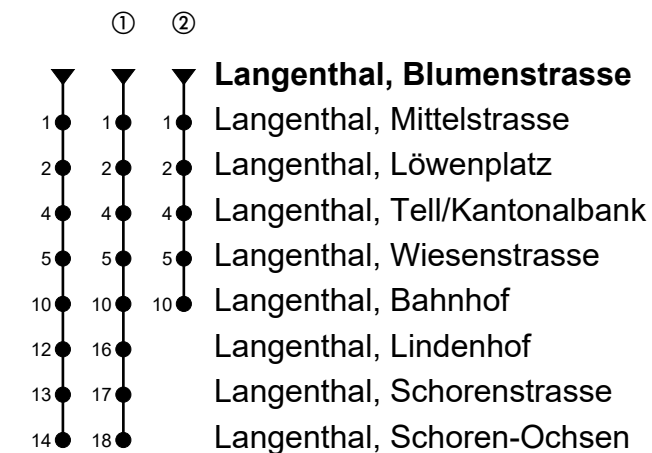 ① ②
Langenthal, Blumenstrasse
1 1 1 Langenthal, Mittelstrasse
2 2 2 Langenthal, Löwenplatz
4 4 4 Langenthal, Tell/Kantonalbank
5 5 5 Langenthal, Wiesenstrasse
10 10 10 Langenthal, Bahnhof
12 16 Langenthal, Lindenhof
13 17 Langenthal, Schorenstrasse
14 18 Langenthal, Schoren-Ochsen